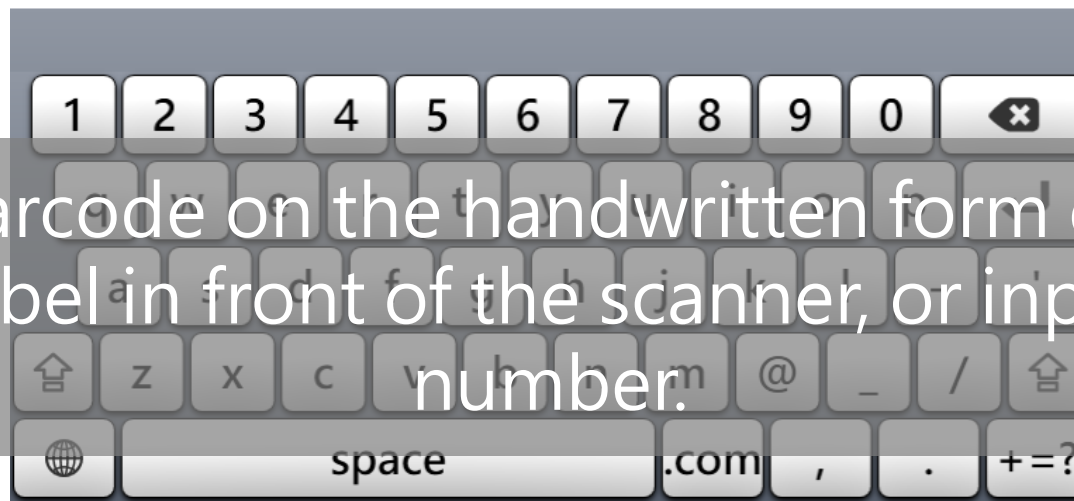 1 2 3 4 5 6 7 8 9 0
q w e r t y u i o p
arcode on the handwritten form
a s d f g h j k l - '
bel in front of the scanner, or inp
z x c v b n m @ _ /
number.
space .com , . +=?